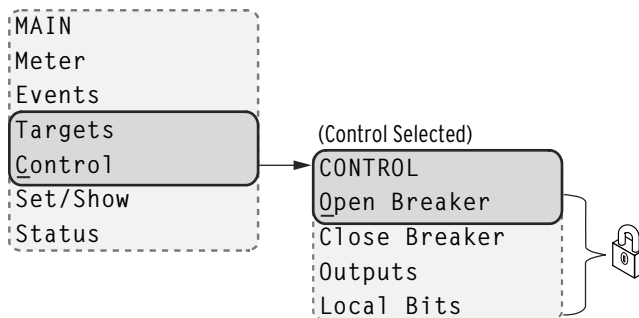 MAIN
Meter
Events
Targets
Control
Set/Show
Status
(Control Selected)
CONTROL
Open Breaker
Close Breaker
Outputs
Local Bits